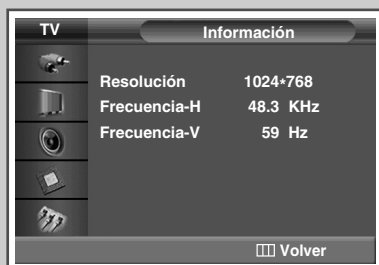 TV
Información
Resolución 1024*768
Frecuencia-H 48.3 KHz
Frecuencia-V 59 Hz
Volver